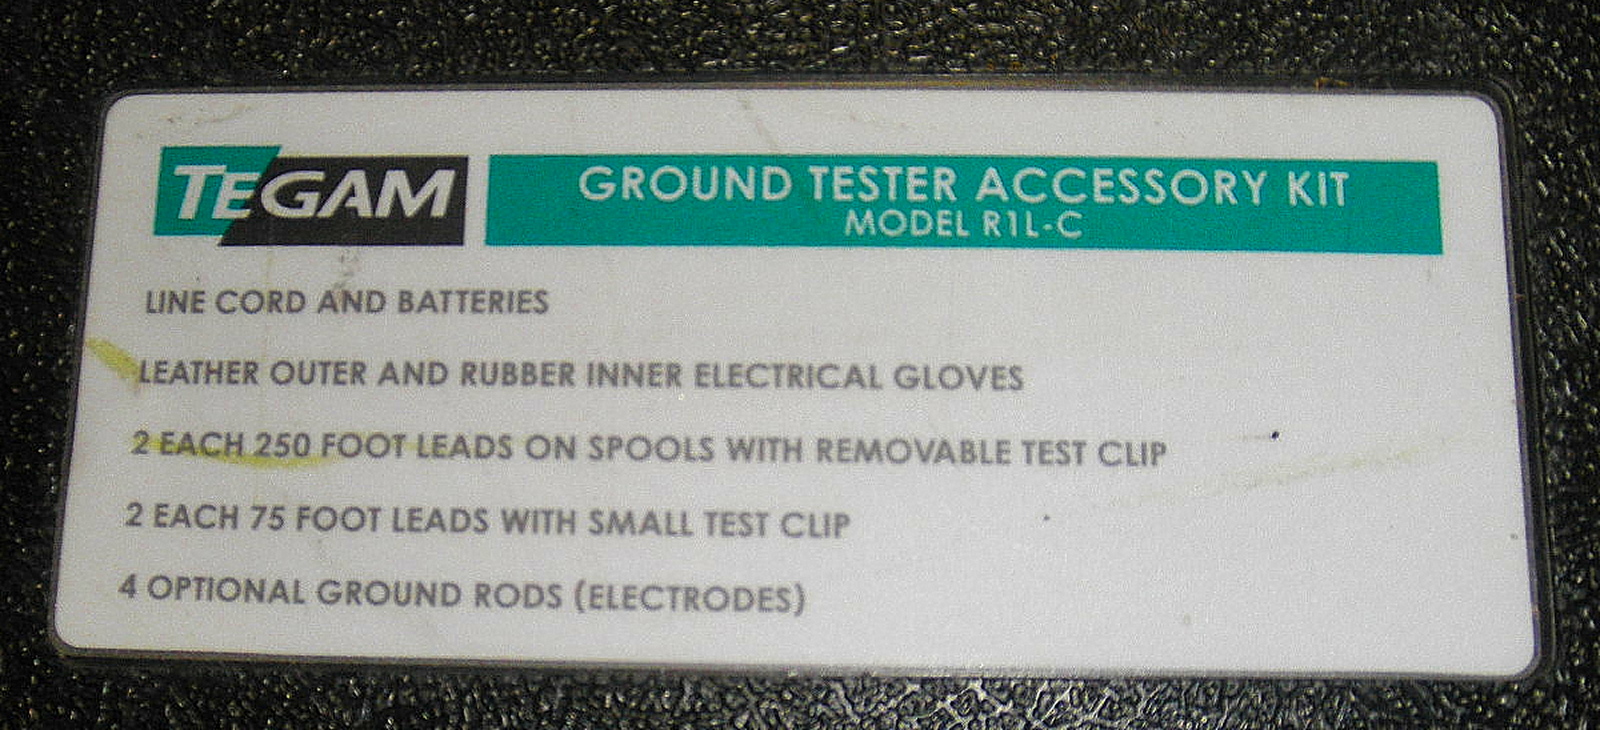 TEGAM
GROUND TESTER ACCESSORY KIT
MODEL R1L-C
LINE CORD AND BATTERIES
LEATHER OUTER AND RUBBER INNER ELECTRICAL GLOVES
2 EACH 250 FOOT LEADS ON SPOOLS WITH REMOVABLE TEST CLIP
2 EACH 75 FOOT LEADS WITH SMALL TEST CLIP
4 OPTIONAL GROUND RODS (ELECTRODES)